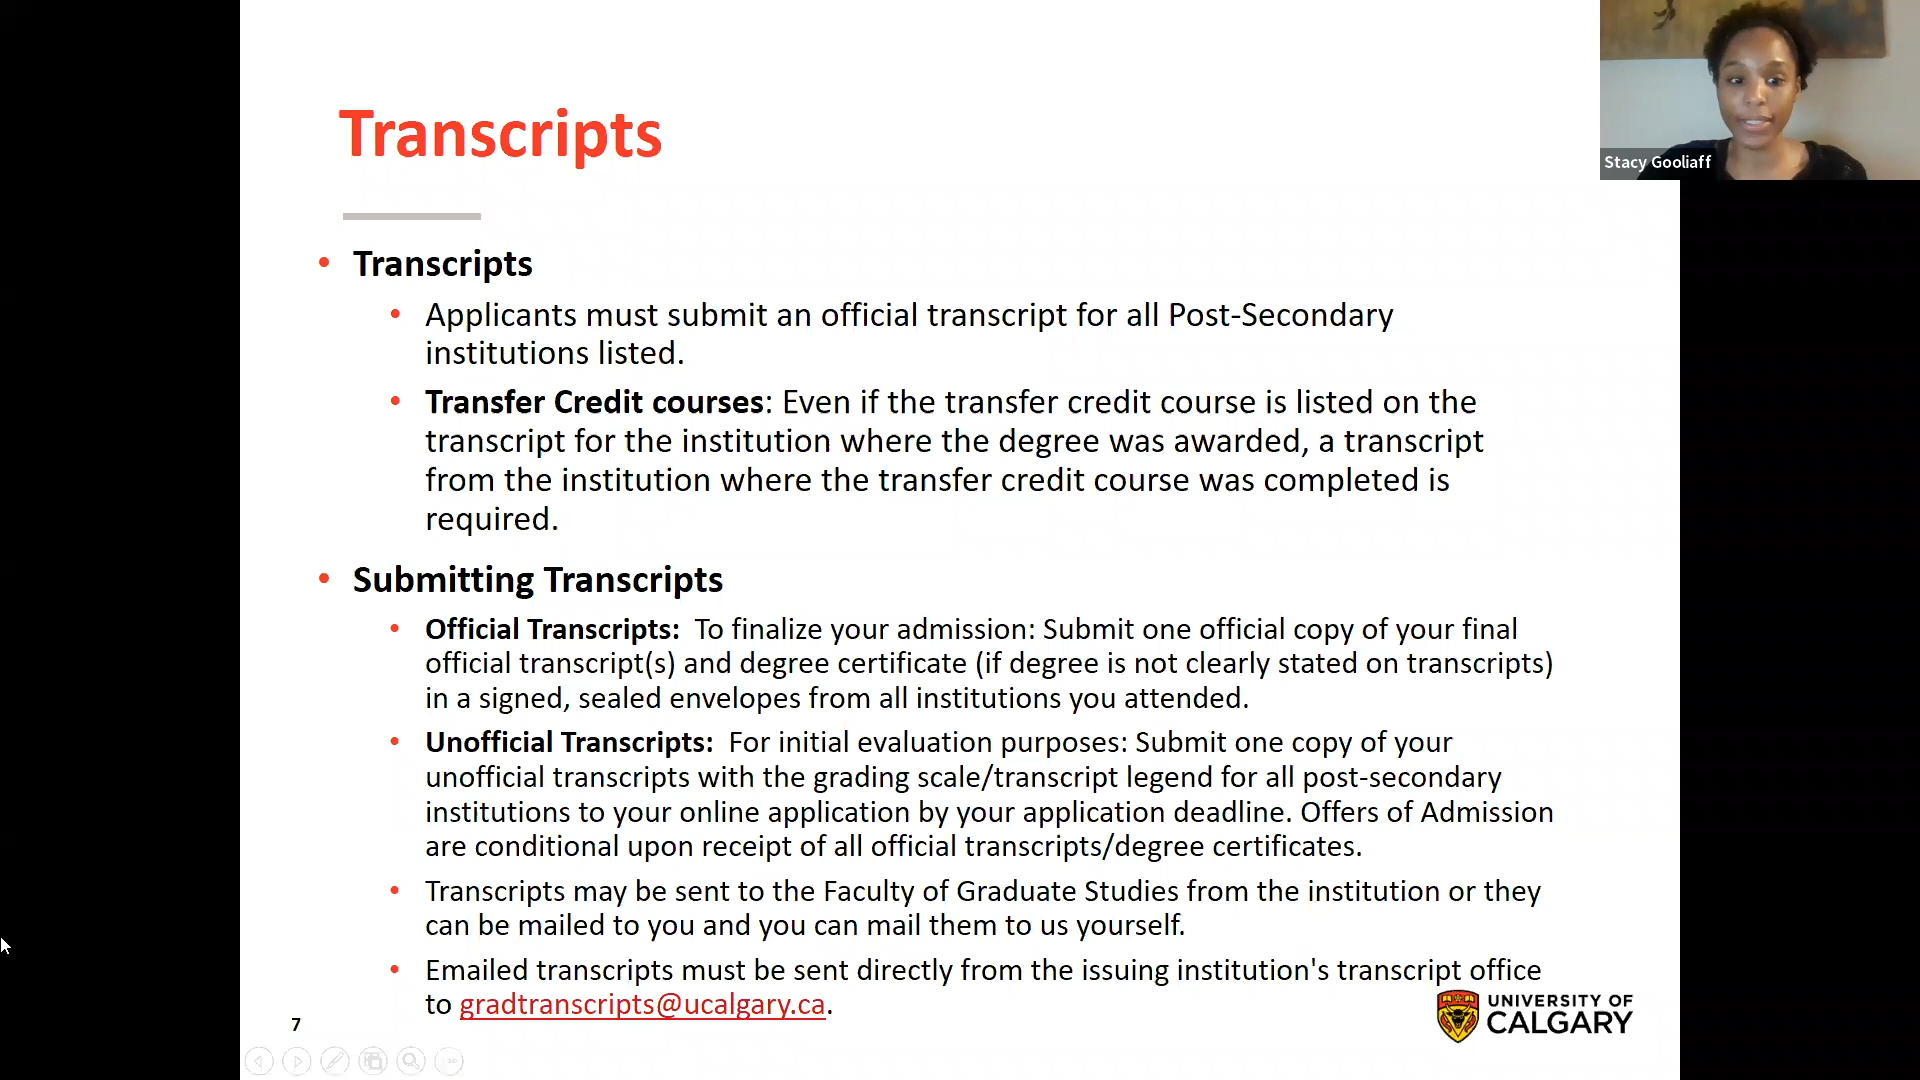 Transcripts
Stacy Gooliaff
• Transcripts
• Applicants must submit an official transcript for all Post-Secondary
institutions listed.
• Transfer Credit courses: Even if the transfer credit course is listed on the
transcript for the institution where the degree was awarded, a transcript
from the institution where the transfer credit course was completed is
required.
• Submitting Transcripts
• Official Transcripts:  To finalize your admission: Submit one official copy of your final
official transcript(s) and degree certificate (if degree is not clearly stated on transcripts)
in a signed, sealed envelopes from all institutions you attended.
• Unofficial Transcripts:  For initial evaluation purposes: Submit one copy of your
unofficial transcripts with the grading scale/transcript legend for all post-secondary
institutions to your online application by your application deadline. Offers of Admission
are conditional upon receipt of all official transcripts/degree certificates.
• Transcripts may be sent to the Faculty of Graduate Studies from the institution or they
can be mailed to you and you can mail them to us yourself.
• Emailed transcripts must be sent directly from the issuing institution's transcript office
to gradtranscripts@ucalgary.ca.
7
UNIVERSITY OF
CALGARY